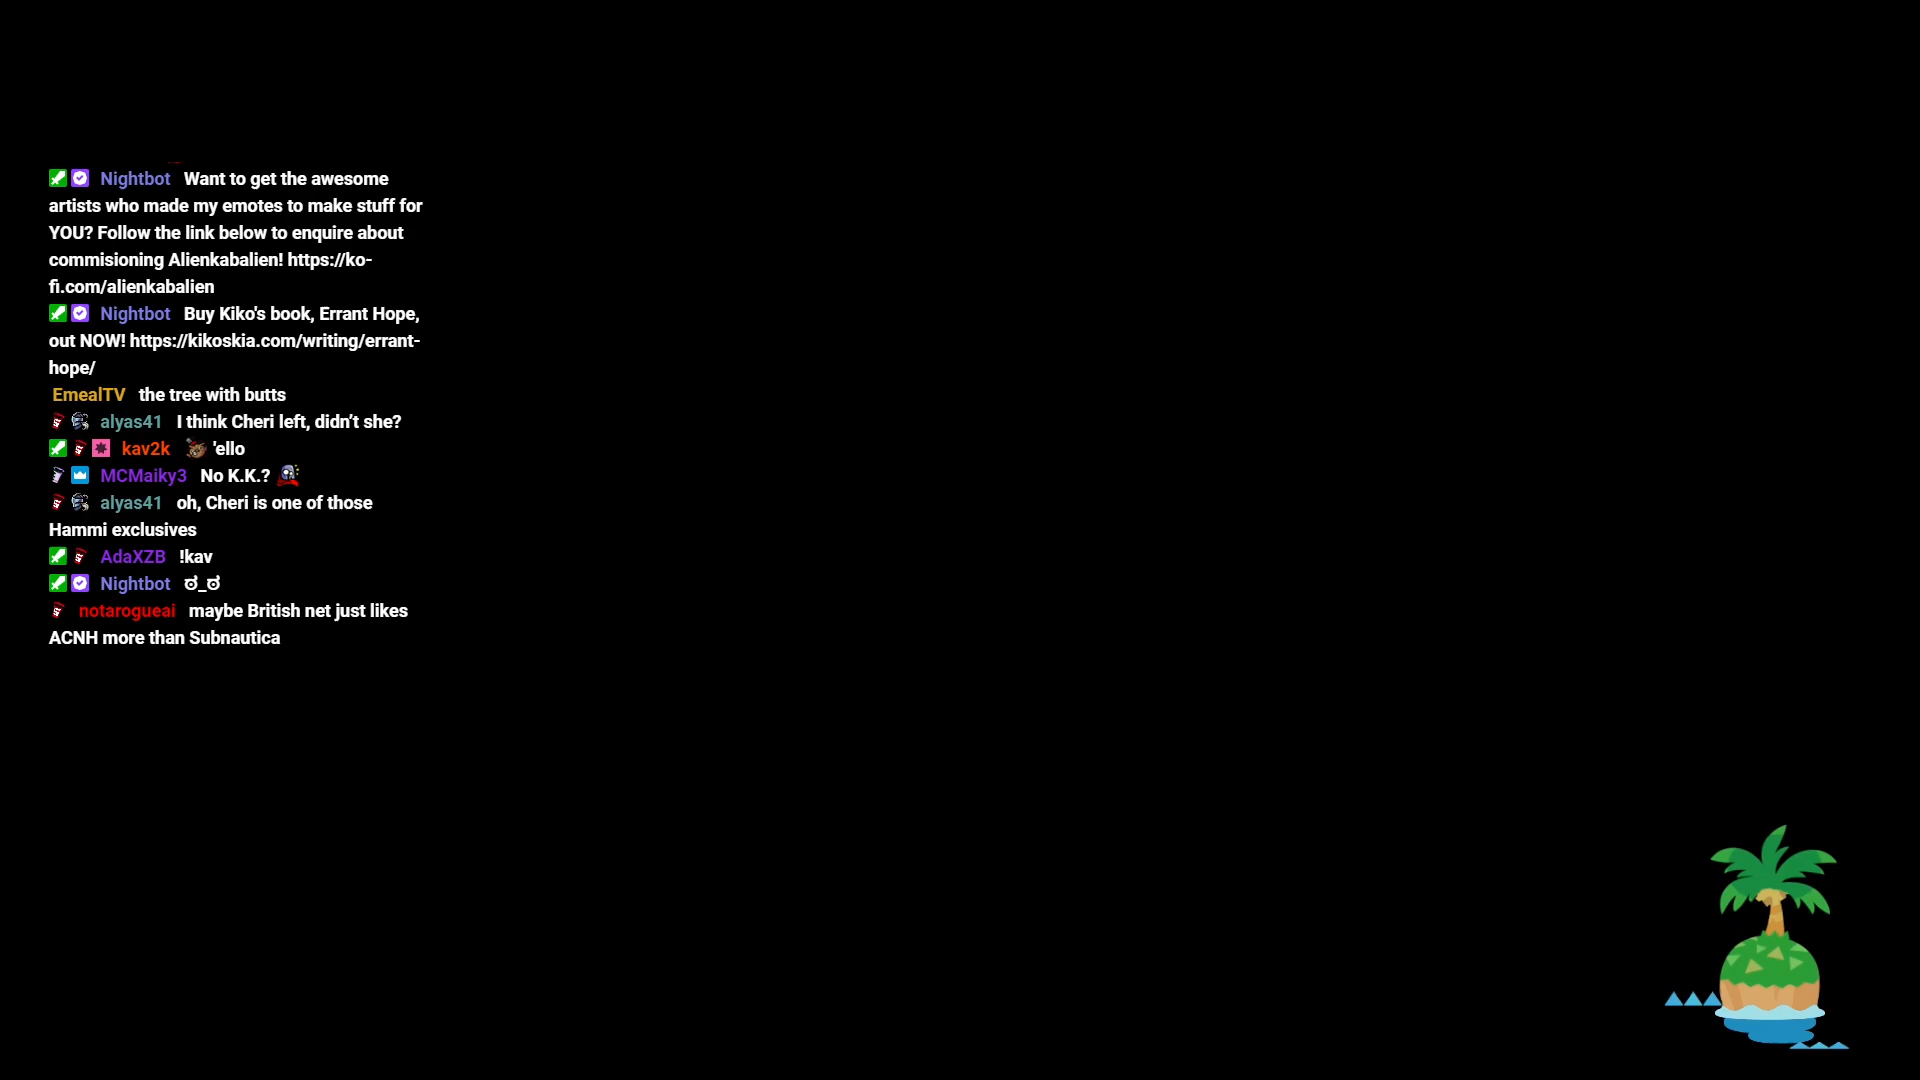 Nightbot Want to get the awesome
artists who made my emotes to make stuff for
YOU? Follow the link below to enquire about
commisioning Alienkabalien! https://ko-
fi.com/alienkabalien
Nightbot Buy Kiko's book, Errant Hope,
out NOW! https://kikoskia.com/writing/errant-
hope/
EmealTV the tree with butts
alyas41 I think Cheri left, didn’t she?
kav2k 'ello
MCMaiky3 No K.K.?
alyas41 oh, Cheri is one of those
Hammi exclusives
AdaXZB !kav
Nightbot ಠ_ಠ
notarogueai maybe British net just likes
ACNH more than Subnautica